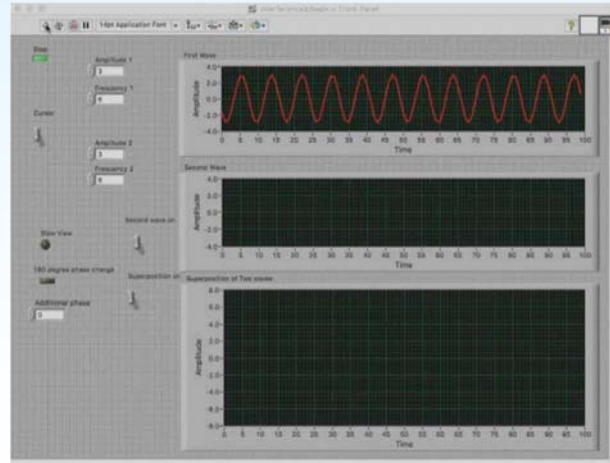 14pt Application Font
Stop
Amplitude 1
3
Frequency 1
6
Cursor
Amplitude 2
3
Frequency 2
6
Slow View
Second wave on
180 degree phase change
Superposition on
Additional phase
0
First Wave
4.0
2.0
0.0
-2.0
-4.0
Amplitude
0 5 10 15 20 25 30 35 40 45 50 55 60 65 70 75 80 85 90 95 100
Time
Second Wave
4.0
2.0
0.0
-2.0
-4.0
Amplitude
0 5 10 15 20 25 30 35 40 45 50 55 60 65 70 75 80 85 90 95 100
Time
Superposition of Two waves
8.0
6.0
4.0
2.0
0.0
-2.0
-4.0
-6.0
-8.0
Amplitude
0 5 10 15 20 25 30 35 40 45 50 55 60 65 70 75 80 85 90 95 100
Time